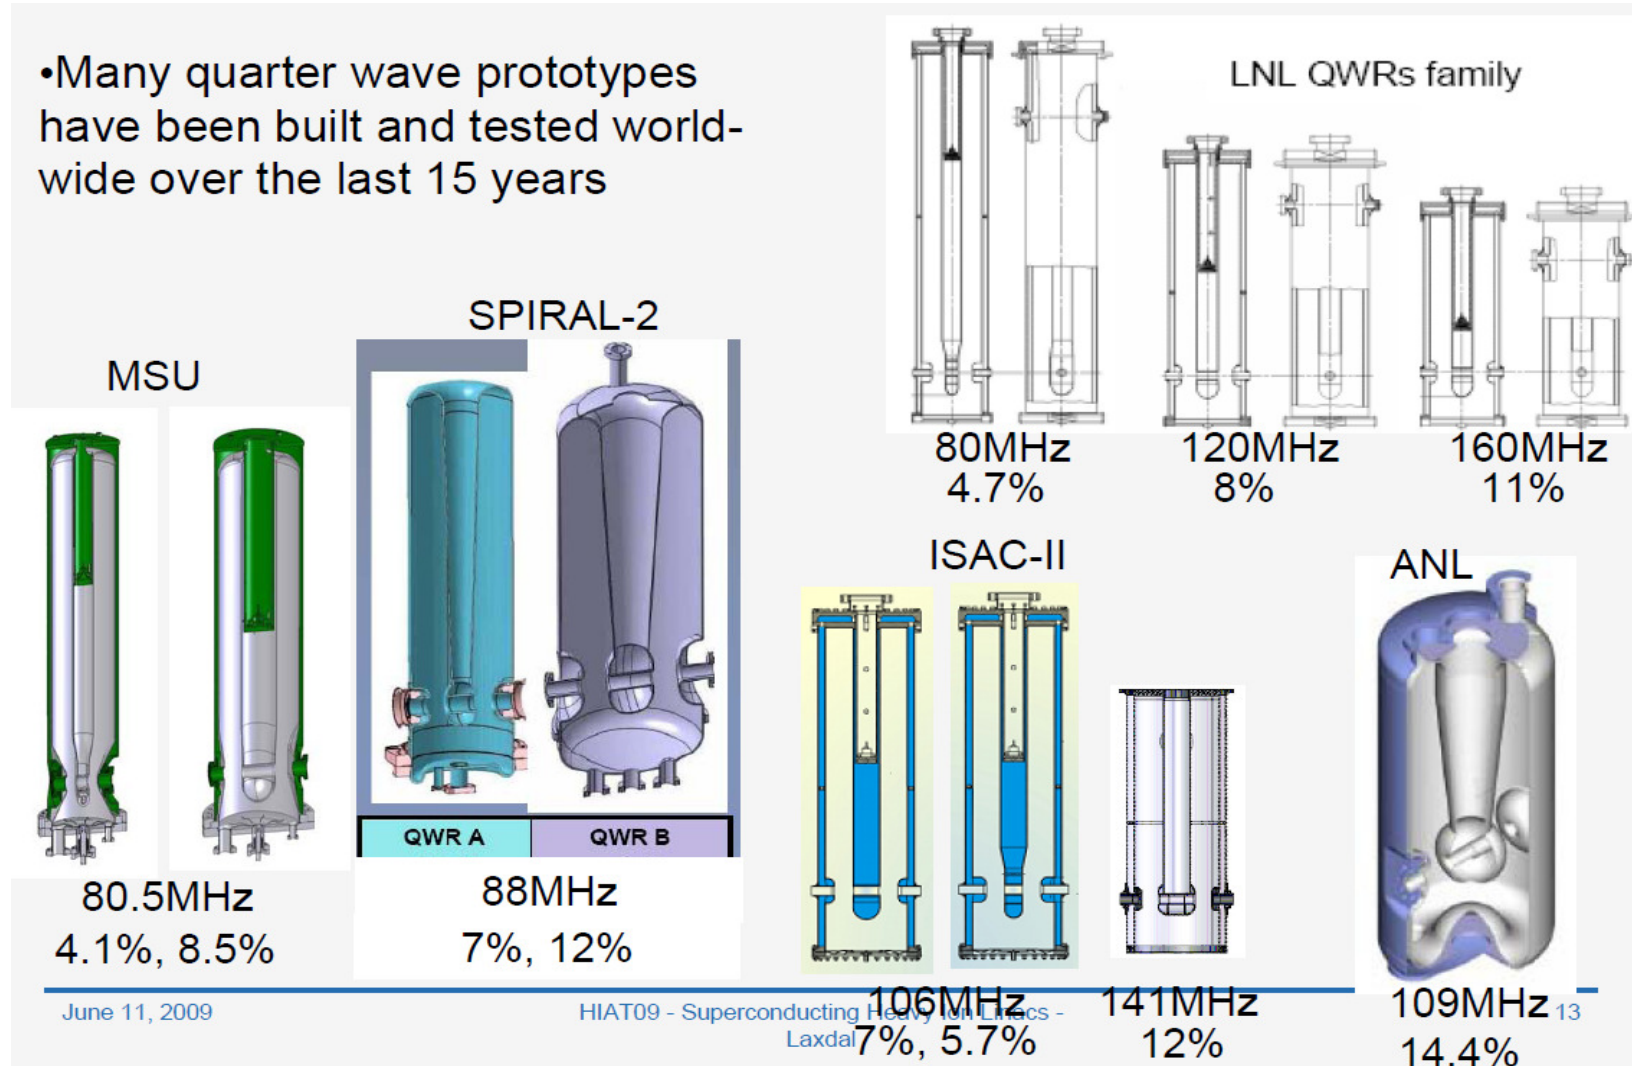 •Many quarter wave prototypes
have been built and tested world-
wide over the last 15 years
LNL QWRs family
80MHz
4.7%
120MHz
8%
160MHz
11%
SPIRAL-2
MSU
QWR A
QWR B
80.5MHz
4.1%, 8.5%
88MHz
7%, 12%
ISAC-II
ANL
106MHz
7%, 5.7%
141MHz
12%
109MHz
14.4%
June 11, 2009
HIAT09 - Superconducting Heavy Ion Linacs -
Laxdal
13